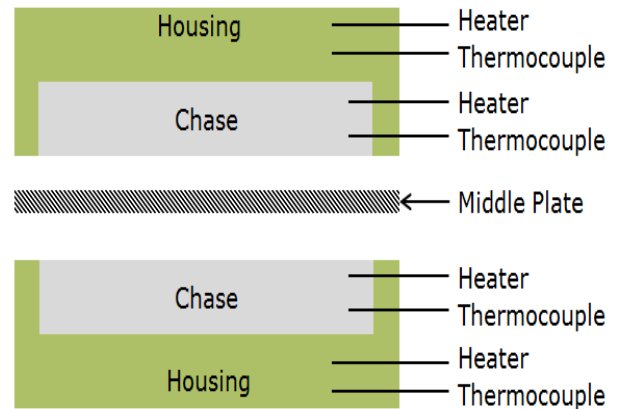 Housing
Heater
Thermocouple
Chase
Heater
Thermocouple
Middle Plate
Chase
Heater
Thermocouple
Housing
Heater
Thermocouple